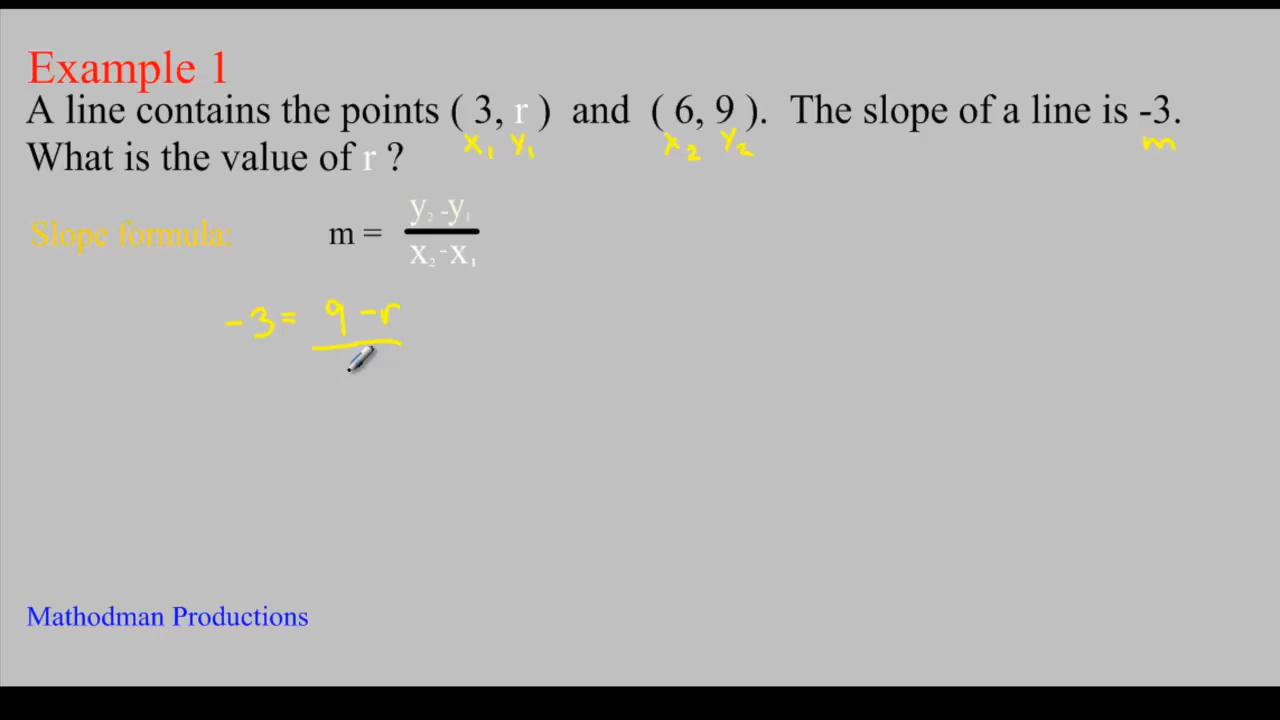 Example 1
A line contains the points ( 3, r ) and ( 6, 9 ). The slope of a line is -3.
x₁ y₁ x₂ y₂ m
What is the value of r ?
Slope formula: m = y₂ - y₁
x₂ - x₁
-3 = 9 - r
Mathodman Productions